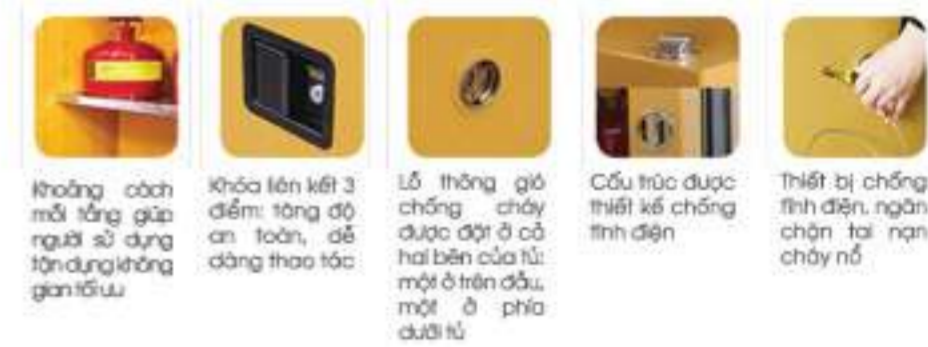 Khoảng cách
mỗi tầng giúp
người sử dụng
tận dụng không
gian tối ưu
Khóa liên kết 3
điểm: tăng độ
an toàn, dễ
dàng thao tác
Lỗ thông gió
chống cháy
được đặt ở cả
hai bên của tủ:
một ở trên đầu,
một ở phía
dưới tủ
Cấu trúc được
thiết kế chống
tĩnh điện
Thiết bị chống
tĩnh điện, ngăn
chặn tai nạn
cháy nổ